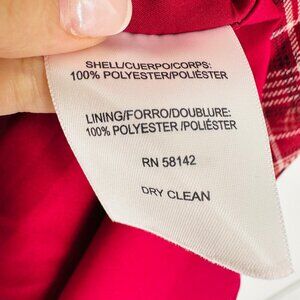 SHELL/CUERPO/CORPS:
100% POLYESTER/POLIÉSTER
LINING/FORRO/DOUBLURE:
100% POLYESTER /POLIÉSTER
RN 58142
DRY CLEAN